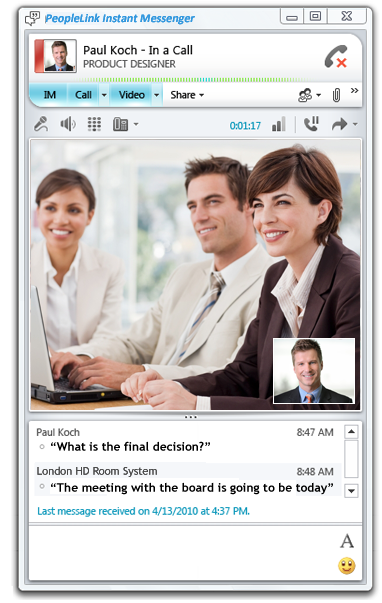 PeopleLink Instant Messenger
Paul Koch - In a Call
PRODUCT DESIGNER
IM Call Video Share
0:01:17
Paul Koch 8:47 AM
“What is the final decision?”
London HD Room System 8:48 AM
“The meeting with the board is going to be today”
Last message received on 4/13/2010 at 4:37 PM.
A